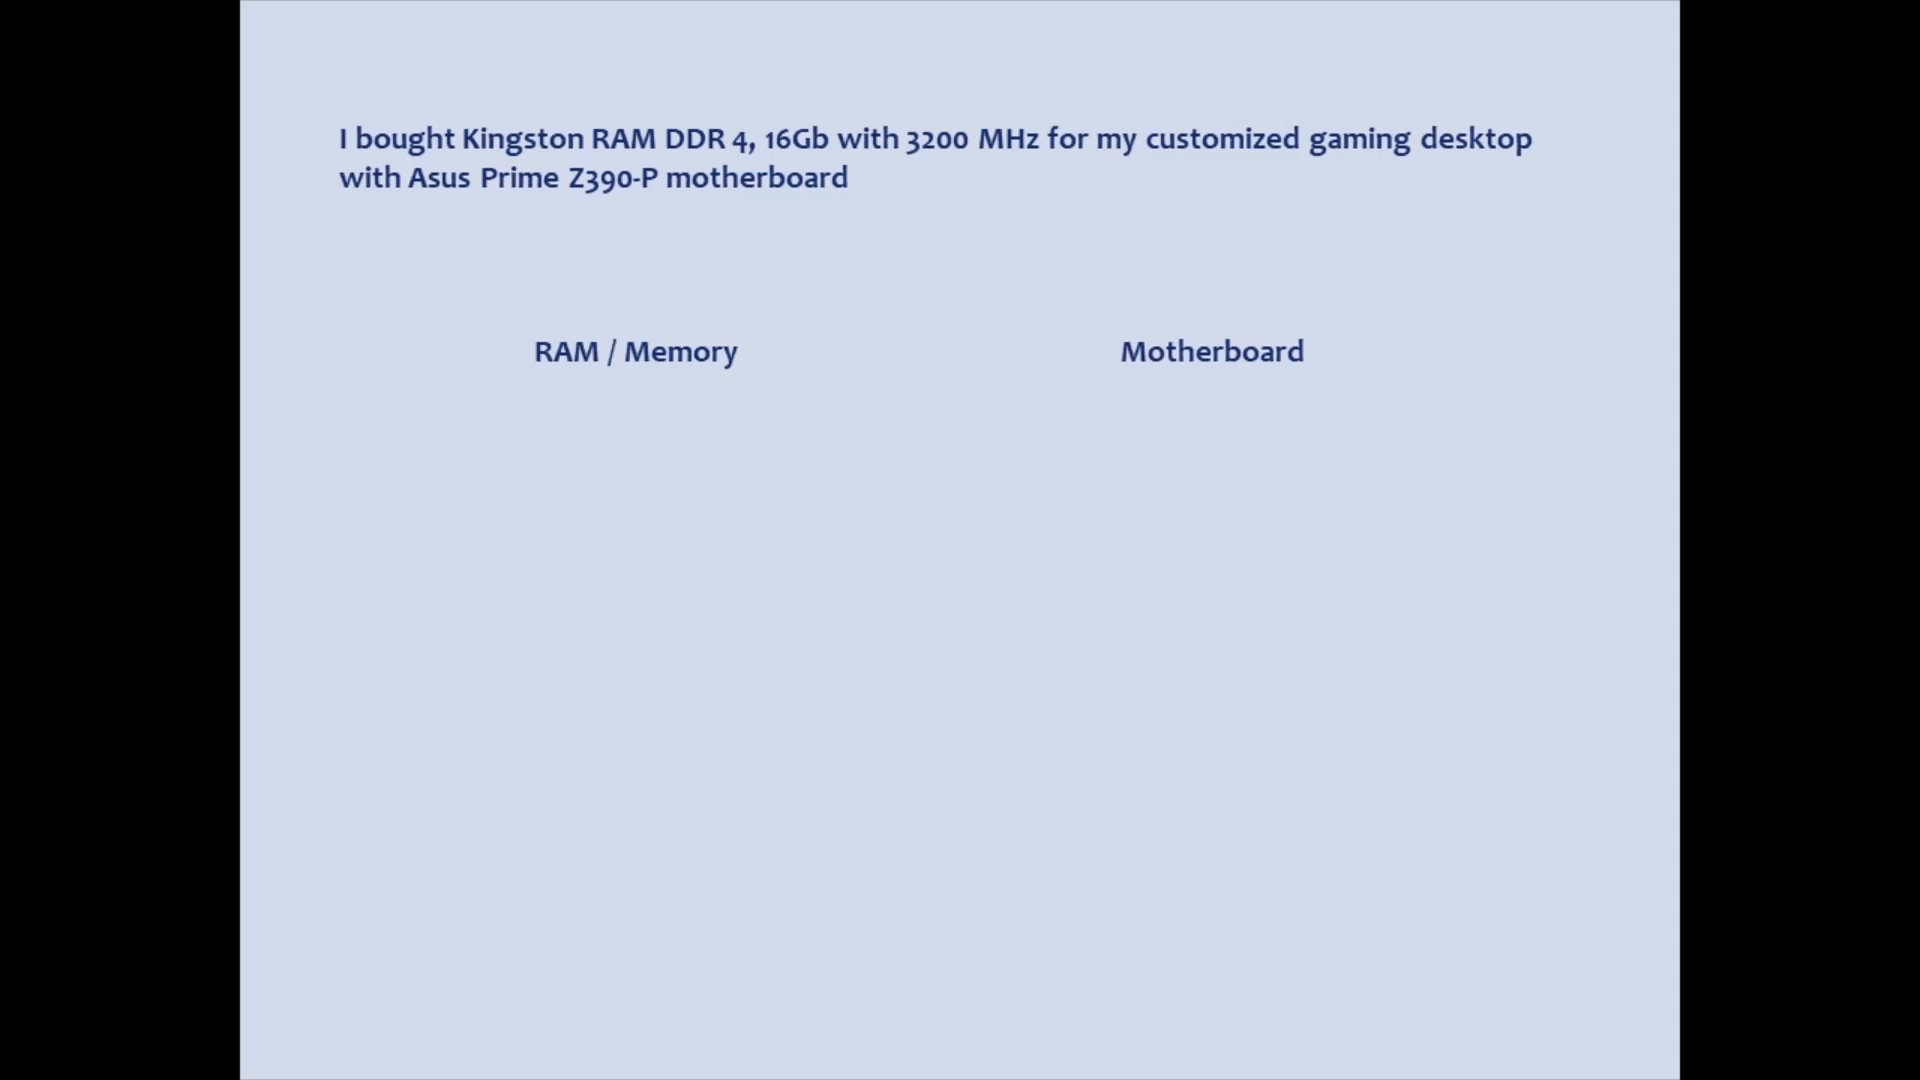 I bought Kingston RAM DDR 4, 16Gb with 3200 MHz for my customized gaming desktop
with Asus Prime Z390-P motherboard
RAM / Memory
Motherboard